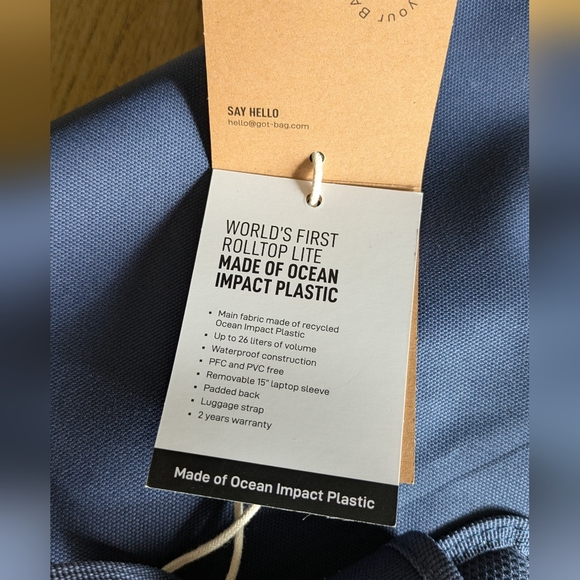 your BA
SAY HELLO
hello@got-bag.com
WORLD'S FIRST
ROLLTOP LITE
MADE OF OCEAN
IMPACT PLASTIC
• Main fabric made of recycled
Ocean Impact Plastic
• Up to 26 liters of volume
• Waterproof construction
• PFC and PVC free
• Removable 15" laptop sleeve
• Padded back
• Luggage strap
• 2 years warranty
Made of Ocean Impact Plastic